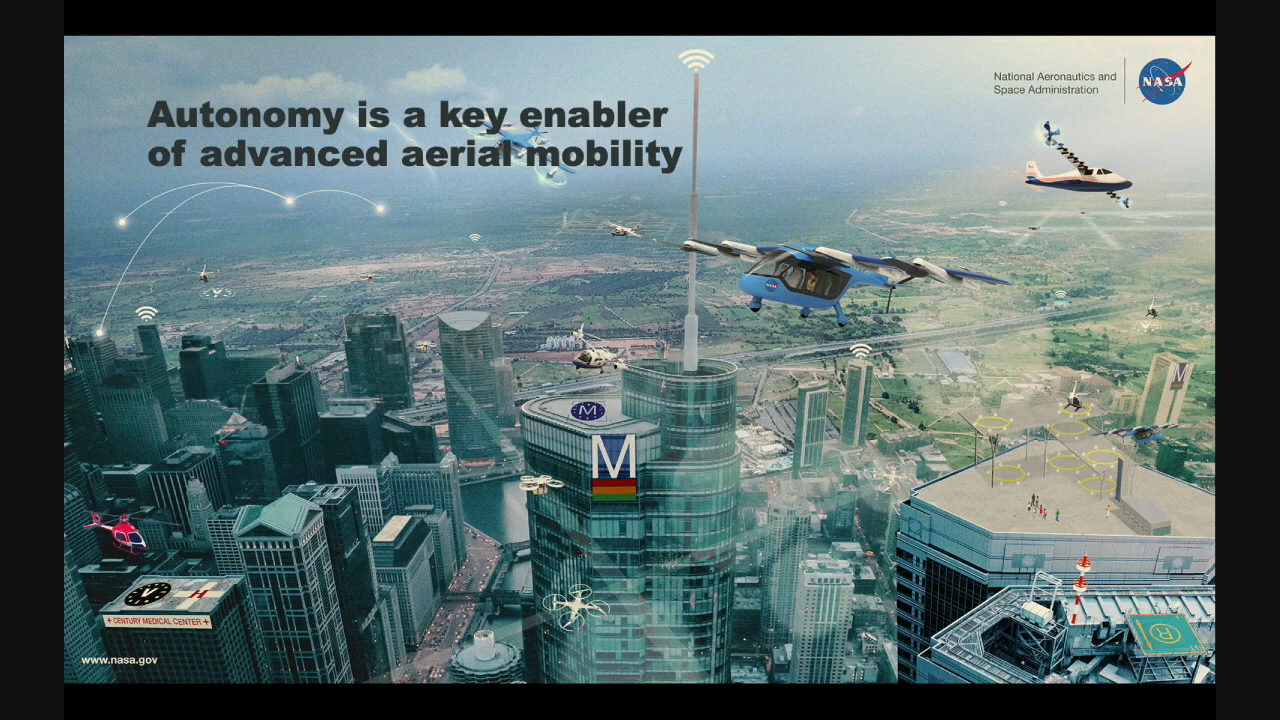 Autonomy is a key enabler
of advanced aerial mobility
National Aeronautics and
Space Administration
NASA
NASA
M
M
M
V H
+ CENTURY MEDICAL CENTER +
R
www.nasa.gov